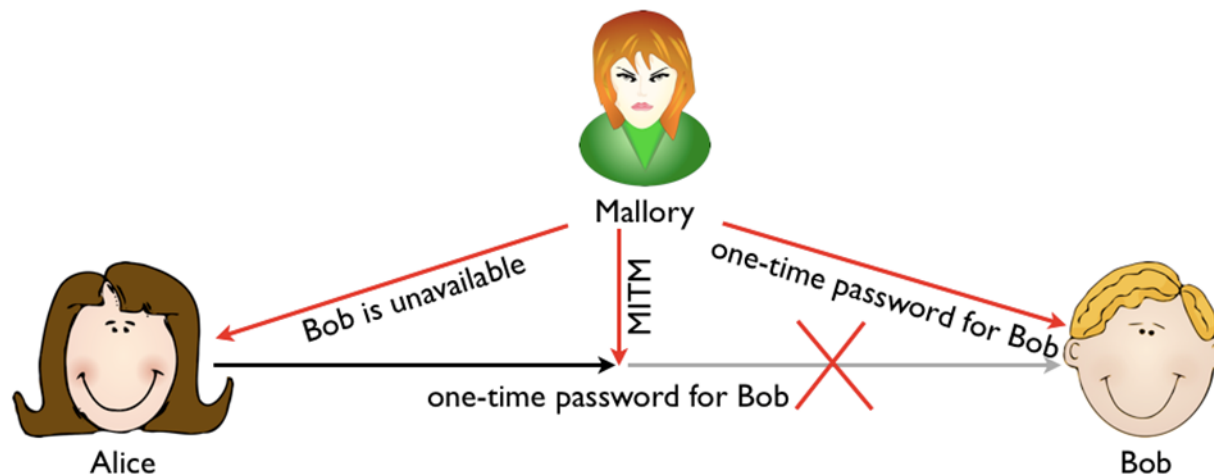 Mallory
Bob is unavailable
MITM
one-time password for Bob
one-time password for Bob
Alice
Bob